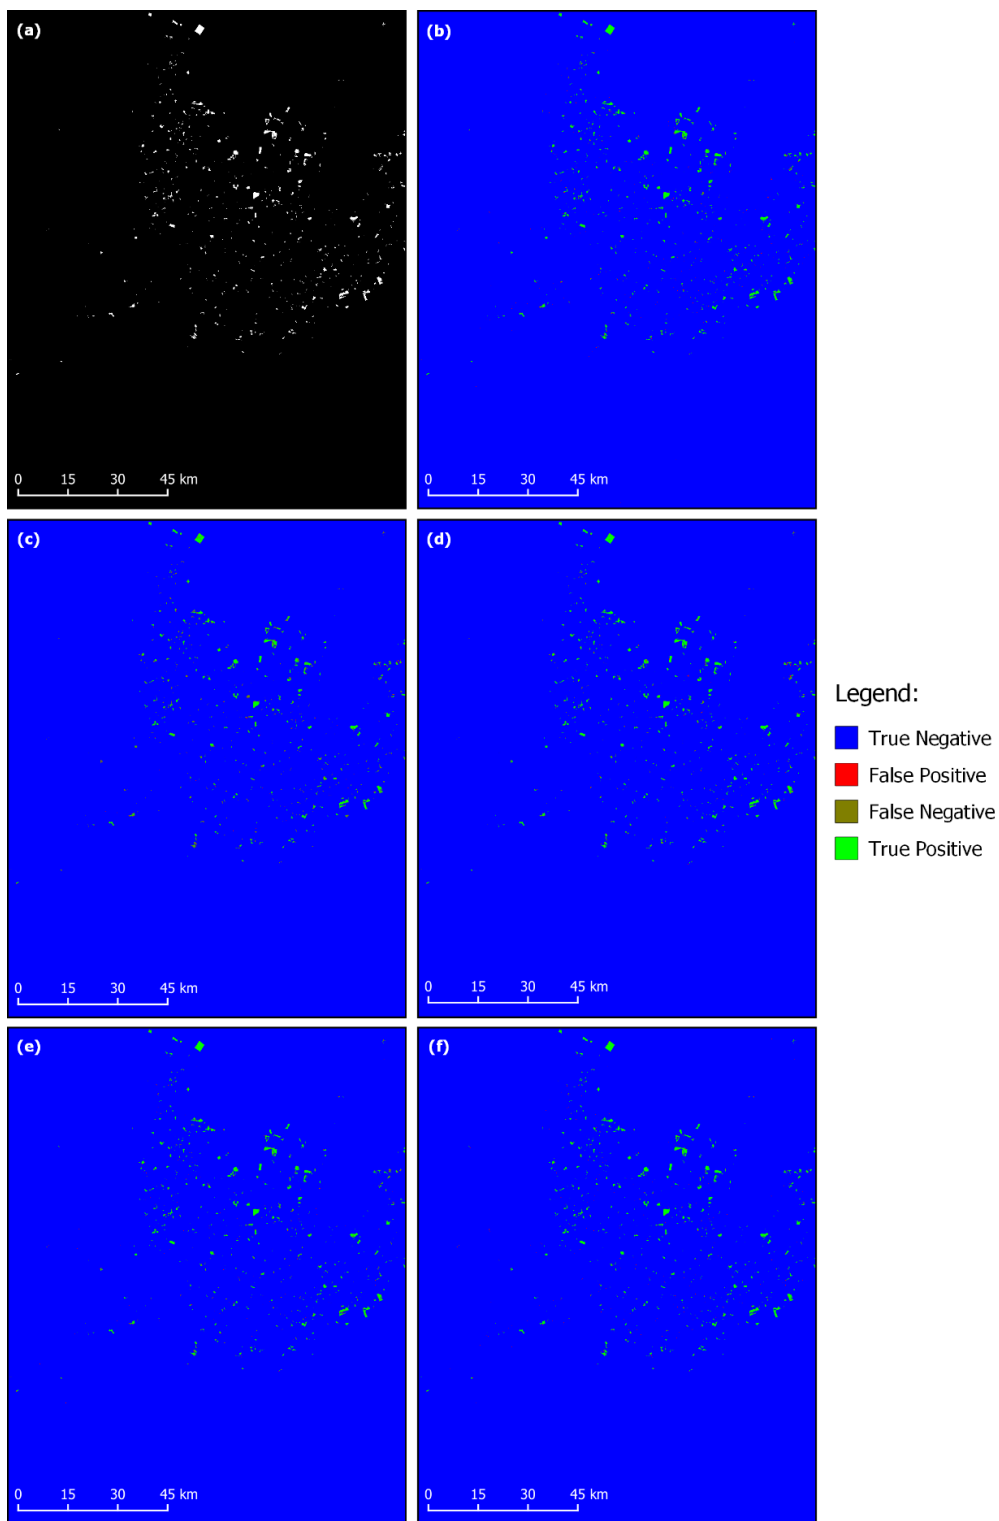 (a)
0 15 30 45 km
(b)
0 15 30 45 km
(c)
0 15 30 45 km
(d)
0 15 30 45 km
(e)
0 15 30 45 km
(f)
0 15 30 45 km
Legend:
True Negative
False Positive
False Negative
True Positive